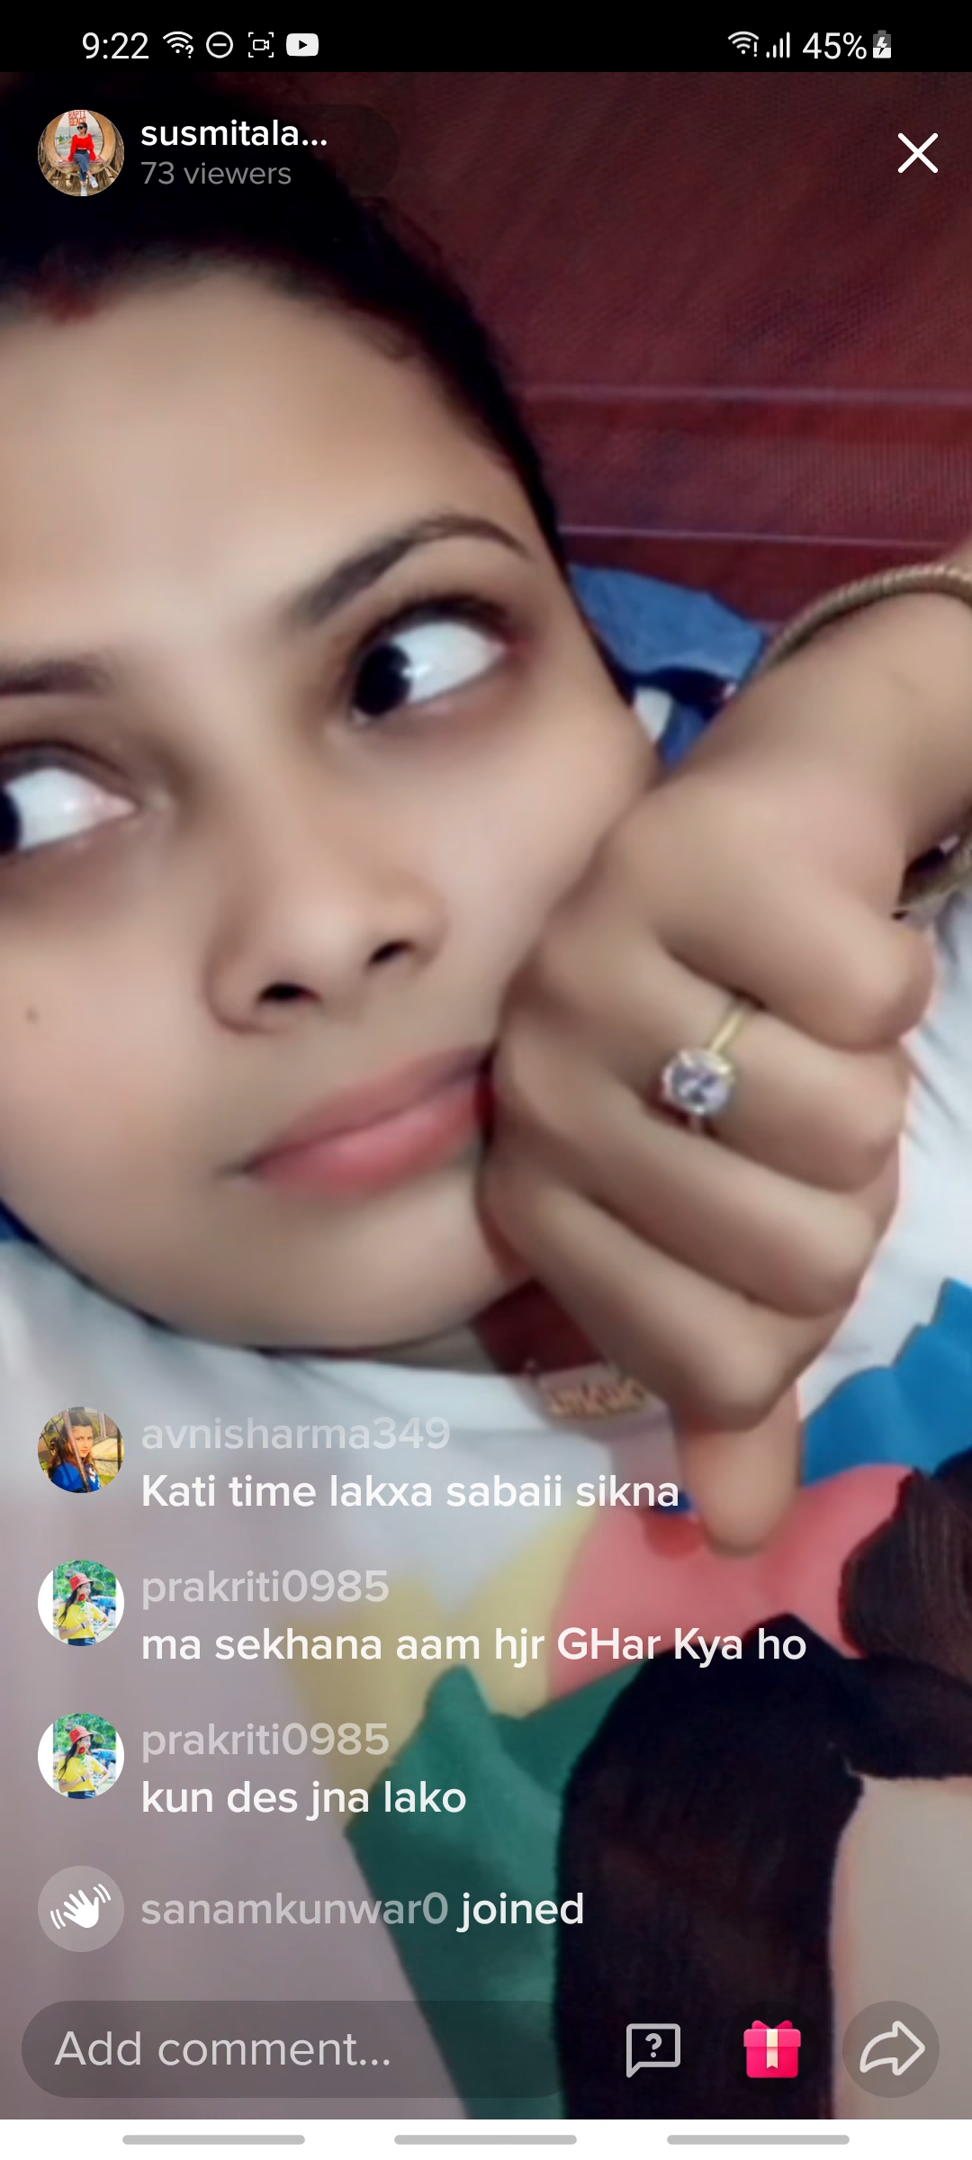 9:22
45%
susmitala...
73 viewers
avnisharma349
Kati time lakxa sabaii sikna
prakriti0985
ma sekhana aam hjr GHar Kya ho
prakriti0985
kun des jna lako
sanamkunwar0 joined
Add comment...